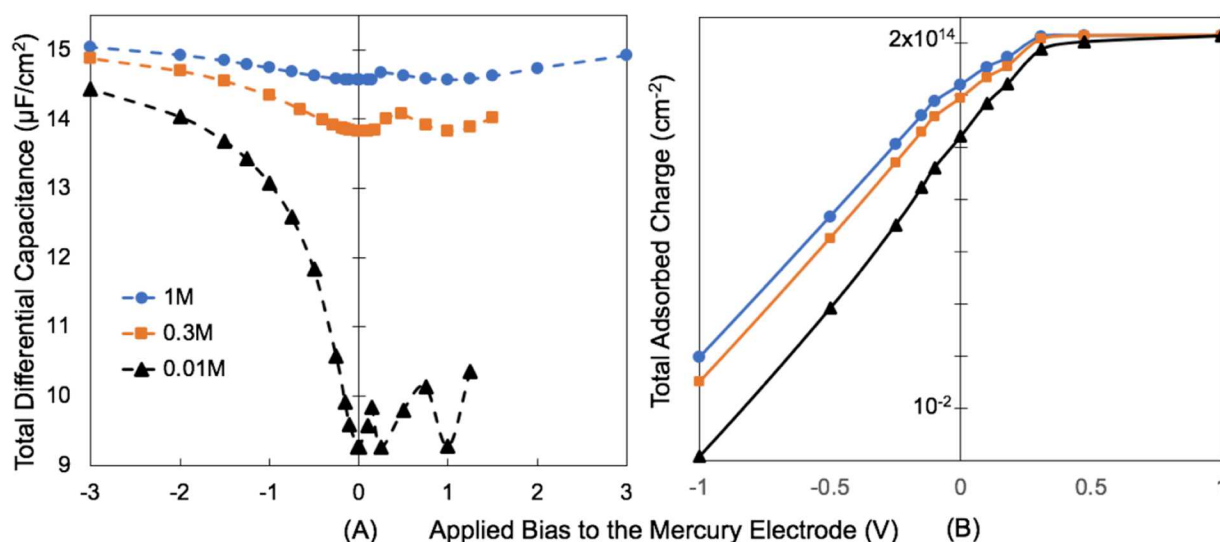 Total Differential Capacitance (μF/cm²)
15
14
13
12
11
10
9
1M
0.3M
0.01M
-3
-2
-1
0
1
2
3
(A)
Total Adsorbed Charge (cm⁻²)
2x10¹⁴
10⁻²
-1
-0.5
0
0.5
1
(B)
Applied Bias to the Mercury Electrode (V)